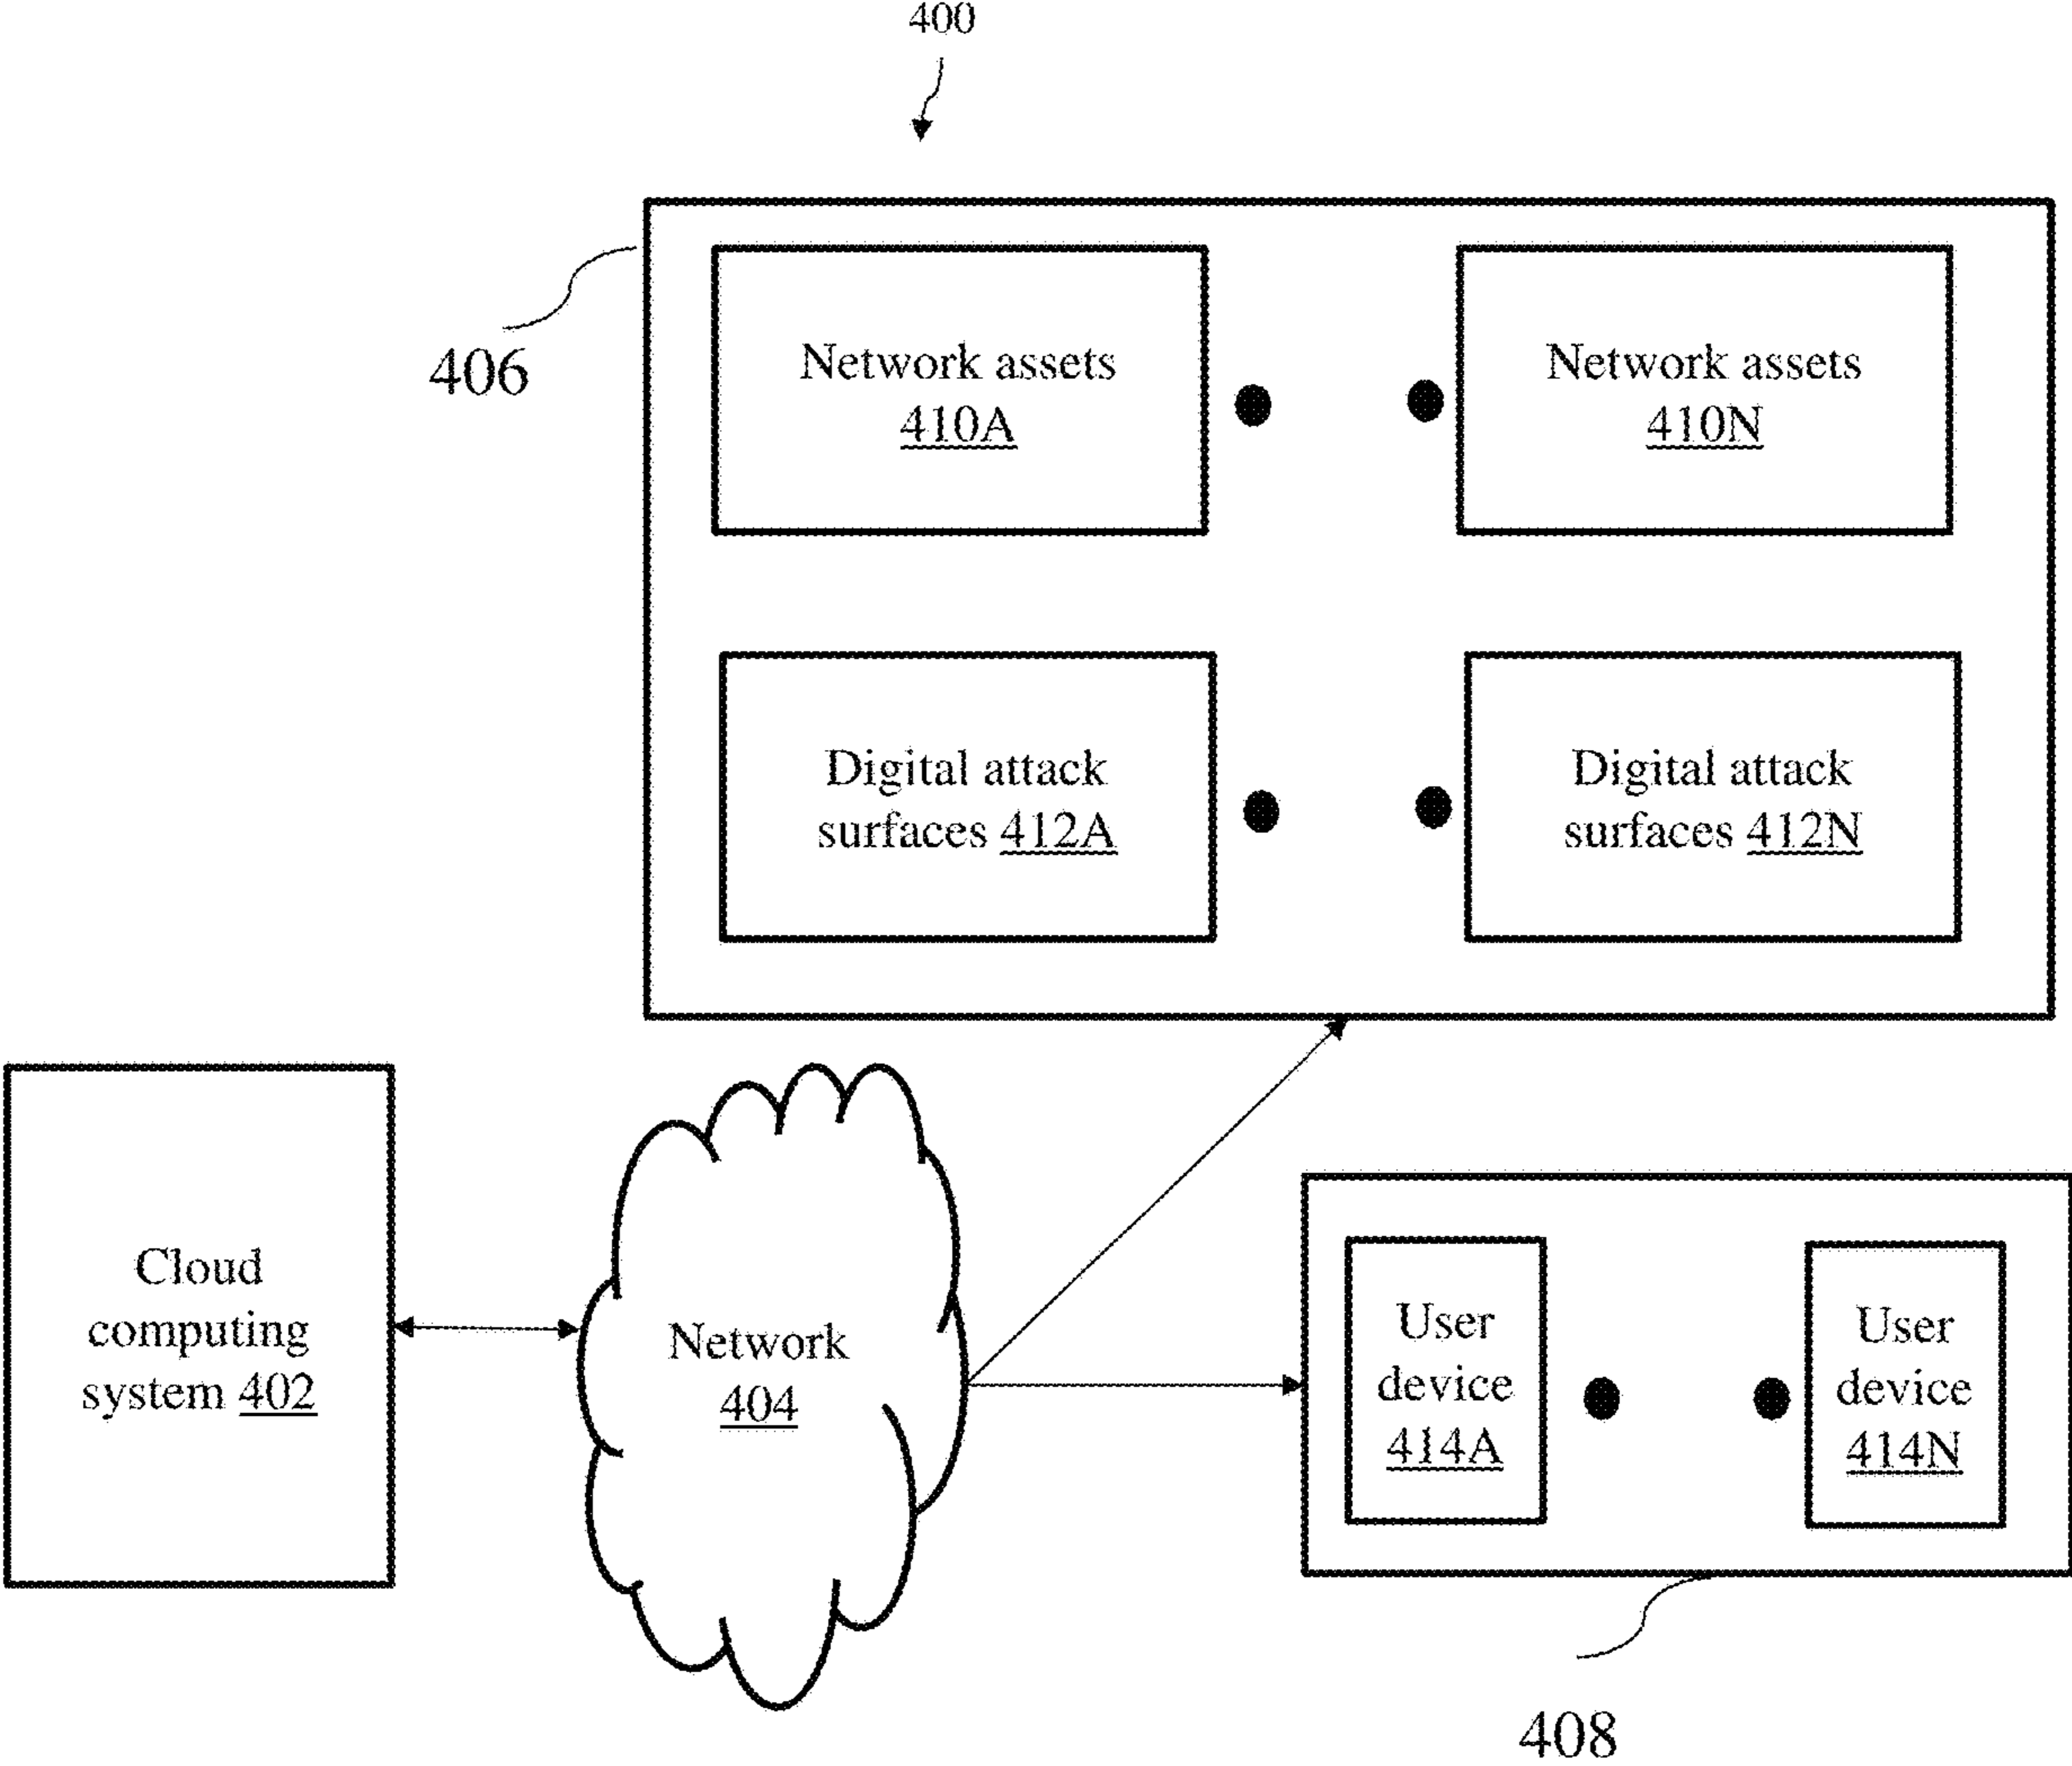 400
406
Network assets
410A
Network assets
410N
Digital attack
surfaces 412A
Digital attack
surfaces 412N
Cloud
computing
system 402
Network
404
User
device
414A
User
device
414N
408